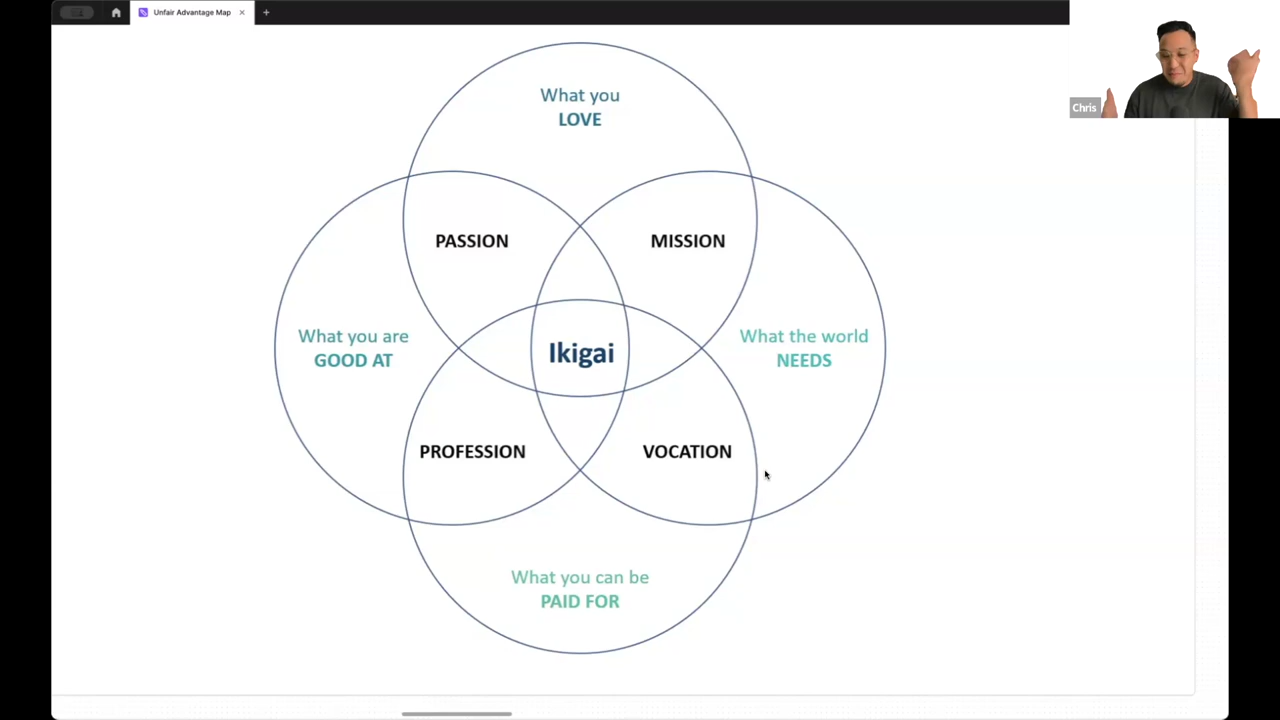 Unfair Advantage Map
Chris
What you
LOVE
PASSION
MISSION
What you are
GOOD AT
Ikigai
What the world
NEEDS
PROFESSION
VOCATION
What you can be
PAID FOR